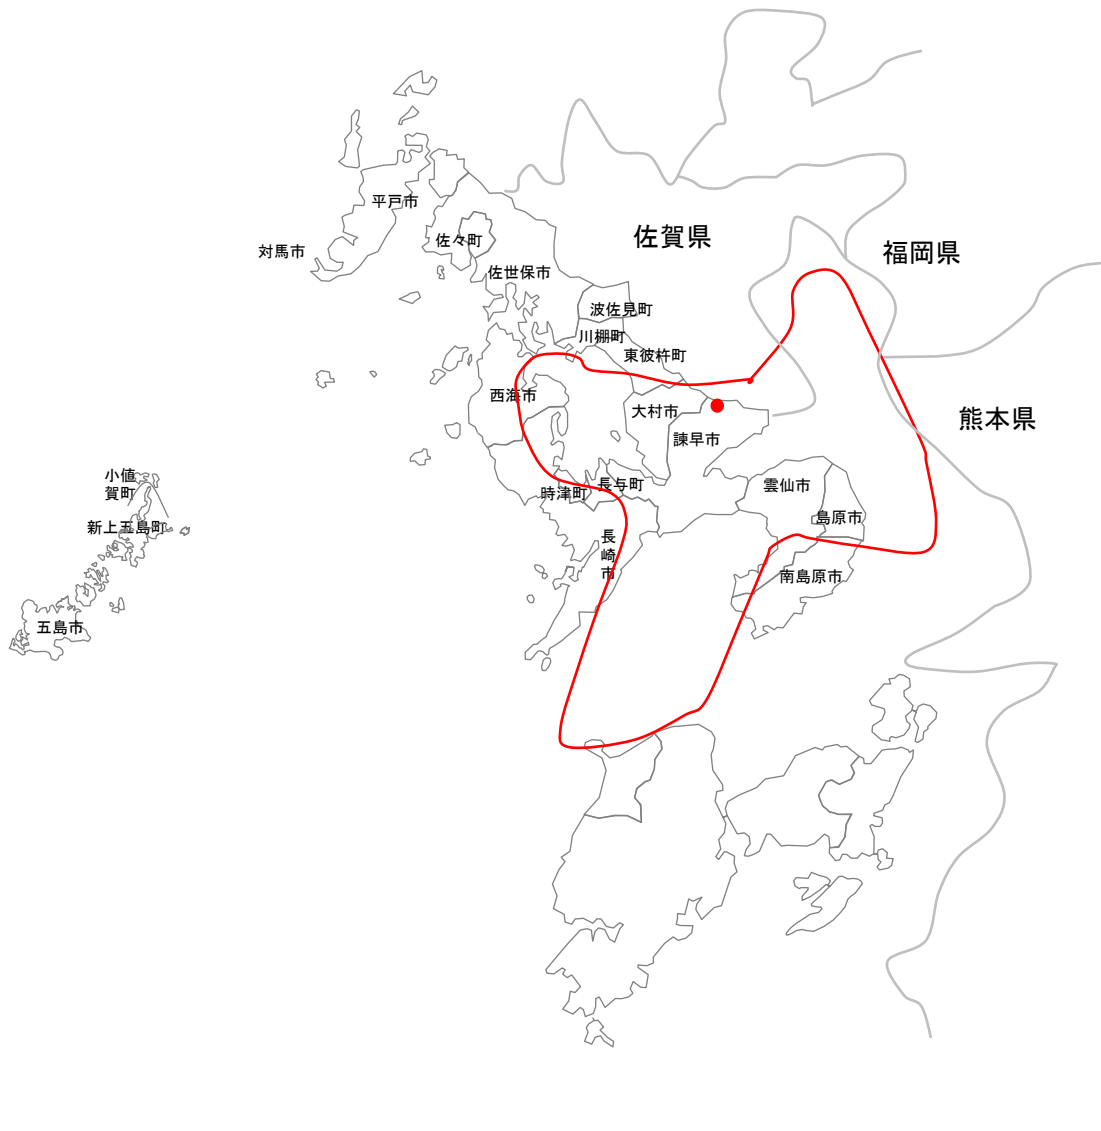 平戸市
佐賀県
佐々町
対馬市
福岡県
佐世保市
波佐見町
川棚町
東彼杵町
西海市
大村市
熊本県
諫早市
小値
賀町
長与町
雲仙市
時津町
島原市
新上五島町
長
崎
市
南島原市
五島市